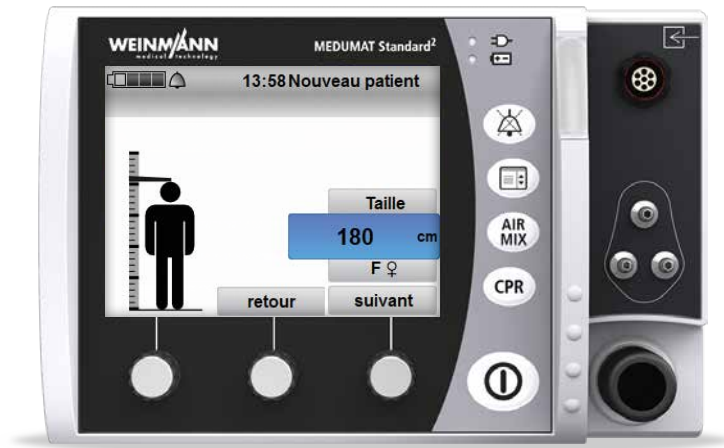 WEINMANN
medical technology
MEDUMAT Standard²
13:58 Nouveau patient
Taille
180 cm
F ♀
retour
suivant
AIR
MIX
CPR